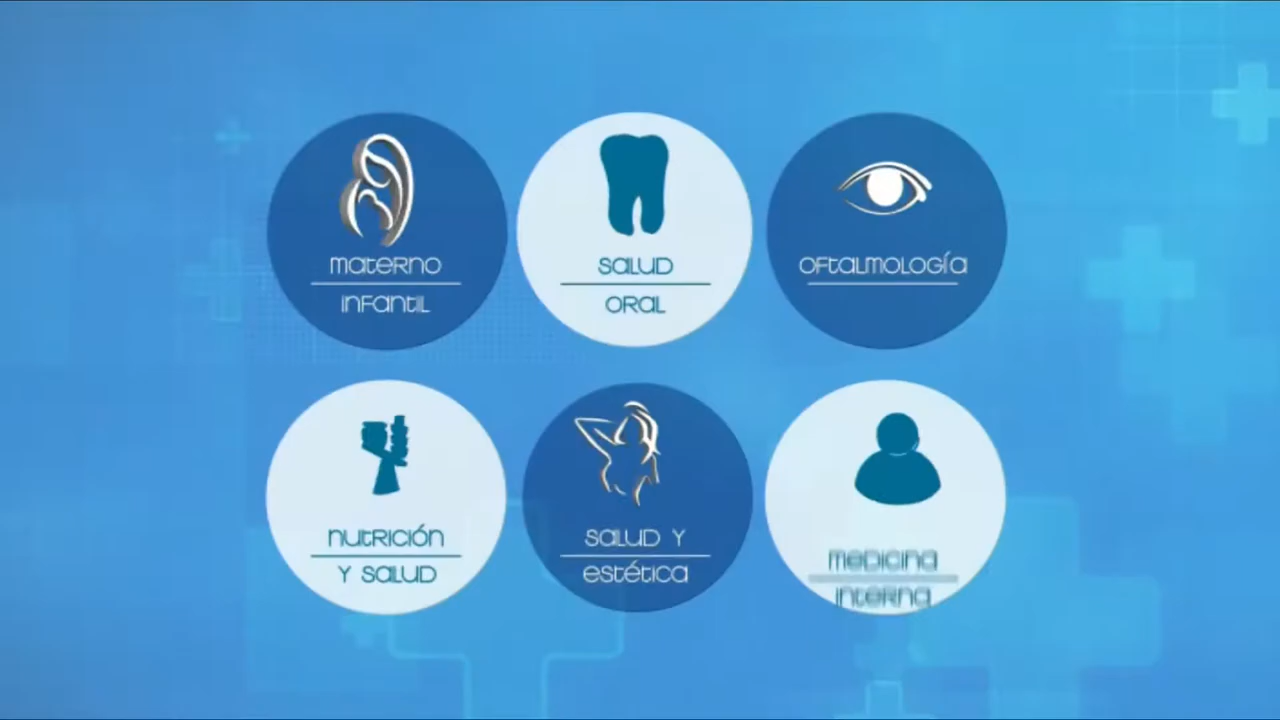 materno
infantil
salud
oral
oftalmología
nutrición
y salud
salud y
estética
medicina
interna